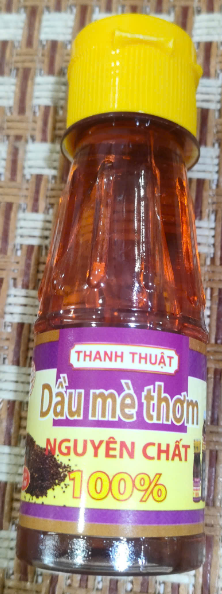 THANH THUẬT
Dầu mè thơm
NGUYÊN CHẤT
100%